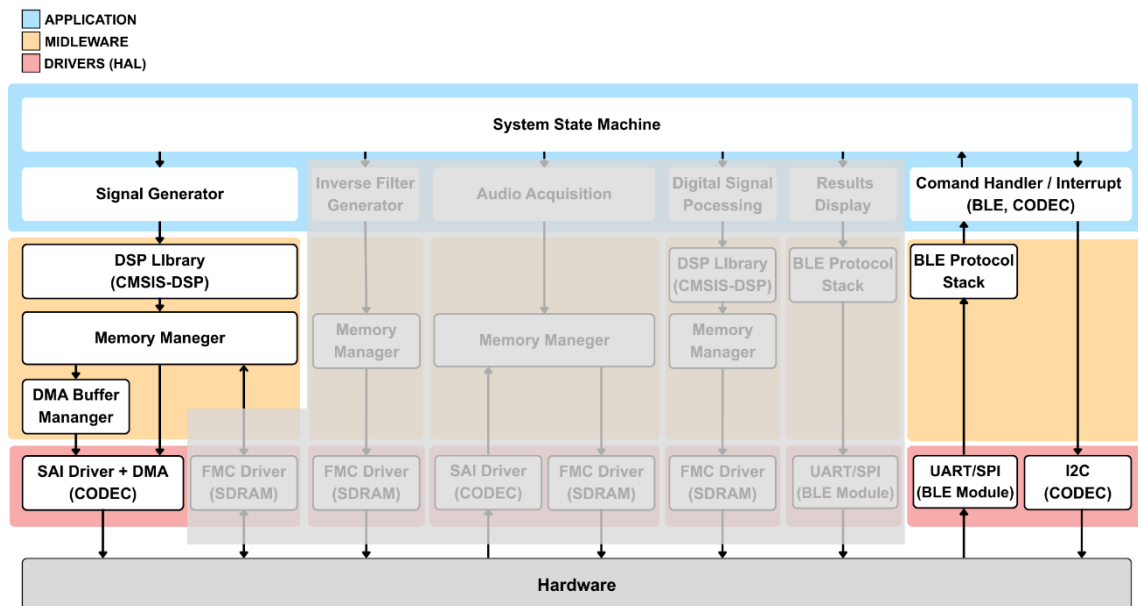 APPLICATION
MIDLEWARE
DRIVERS (HAL)
System State Machine
Signal Generator
Inverse Filter
Generator
Audio Acquisition
Digital Signal
Pocessing
Results
Display
Comand Handler / Interrupt
(BLE, CODEC)
DSP LIbrary
(CMSIS-DSP)
DSP LIbrary
(CMSIS-DSP)
BLE Protocol
Stack
BLE Protocol
Stack
Memory Maneger
Memory
Manager
Memory Maneger
Memory
Manager
DMA Buffer
Mananger
SAI Driver + DMA
(CODEC)
FMC Driver
(SDRAM)
FMC Driver
(SDRAM)
SAI Driver
(CODEC)
FMC Driver
(SDRAM)
FMC Driver
(SDRAM)
UART/SPI
(BLE Module)
UART/SPI
(BLE Module)
I2C
(CODEC)
Hardware